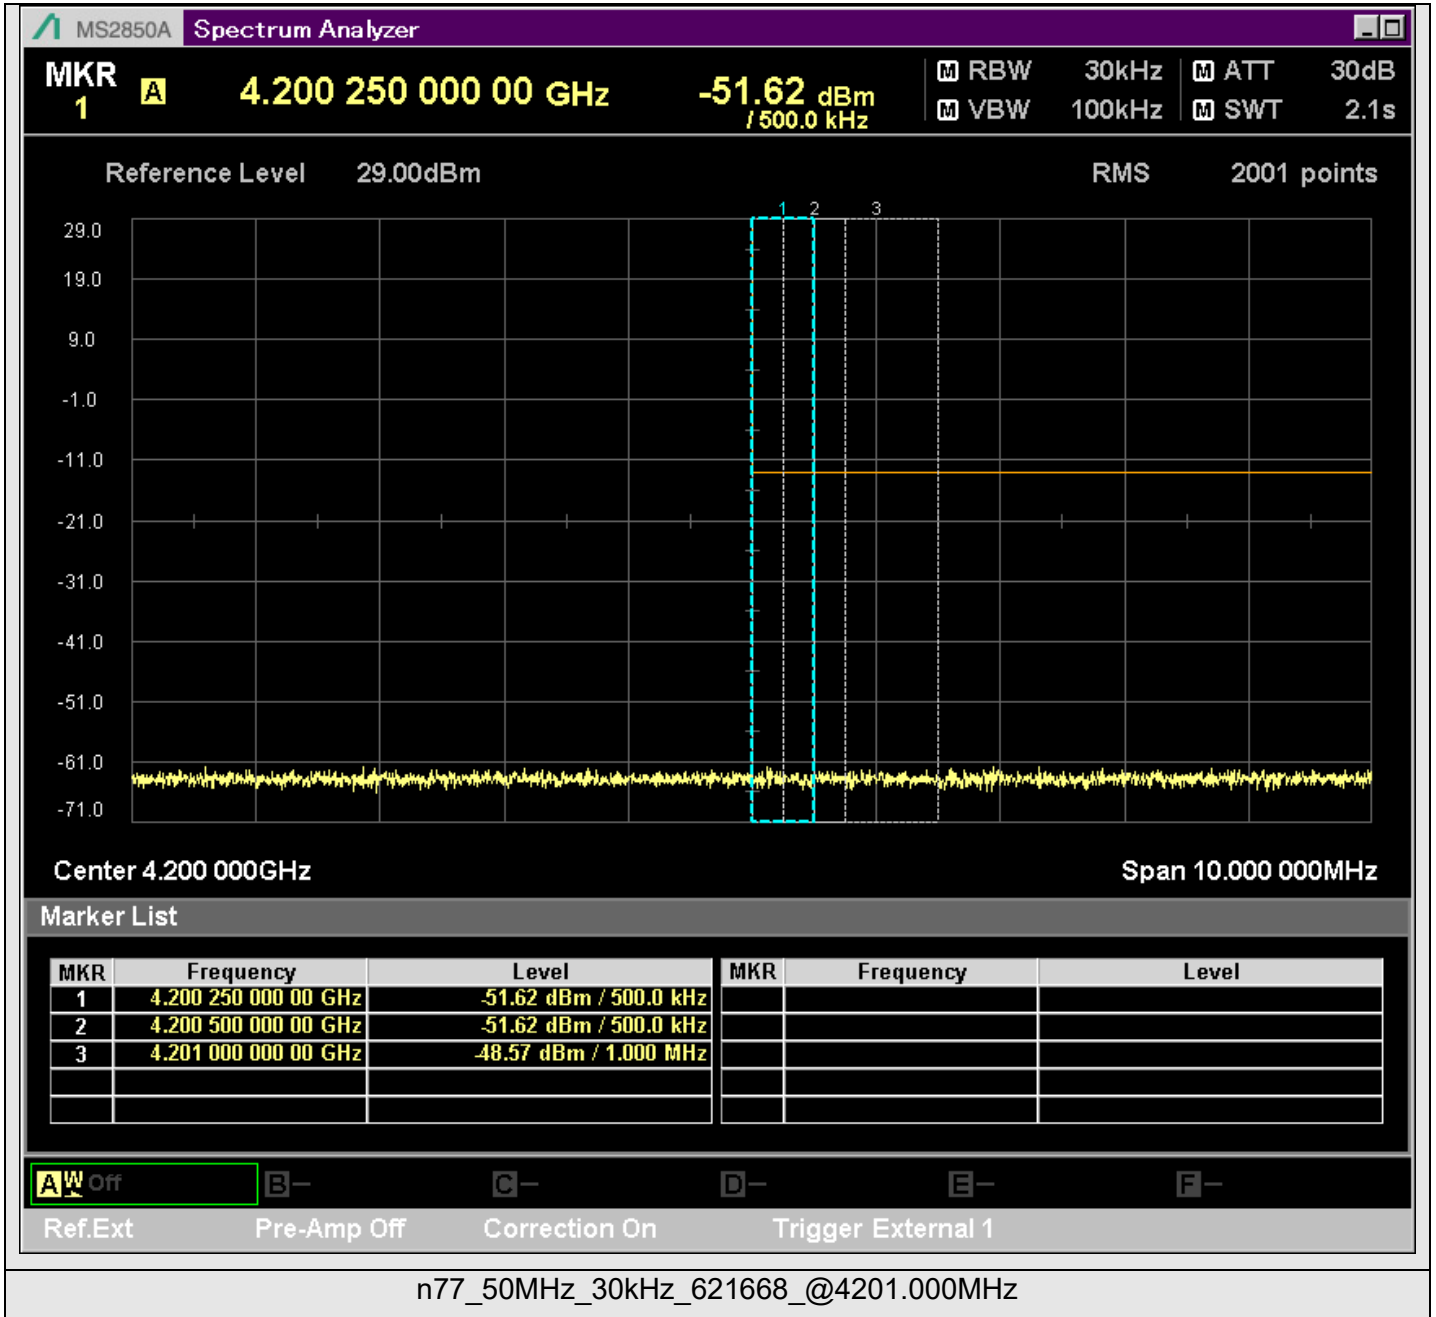 MS2850A Spectrum Analyzer
MKR 1 A 4.200 250 000 00 GHz -51.62 dBm / 500.0 kHz
M RBW 30kHz M ATT 30dB
M VBW 100kHz M SWT 2.1s
Reference Level 29.00dBm RMS 2001 points
1 2 3
29.0
19.0
9.0
-1.0
-11.0
-21.0
-31.0
-41.0
-51.0
-61.0
-71.0
Center 4.200 000GHz Span 10.000 000MHz
Marker List
MKR Frequency Level MKR Frequency Level
1 4.200 250 000 00 GHz -51.62 dBm / 500.0 kHz
2 4.200 500 000 00 GHz -51.62 dBm / 500.0 kHz
3 4.201 000 000 00 GHz -48.57 dBm / 1.000 MHz
A W Off B - C - D - E - F -
Ref.Ext Pre-Amp Off Correction On Trigger External 1
n77_50MHz_30kHz_621668_@4201.000MHz